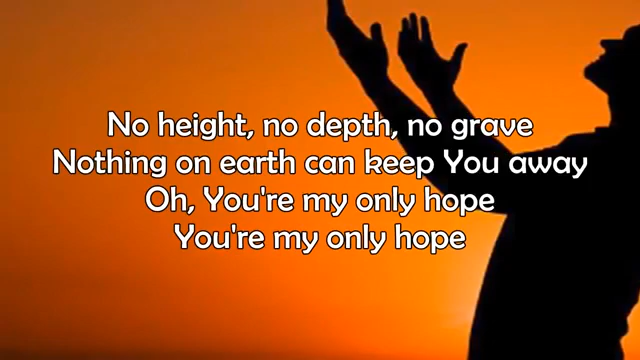 No height, no depth, no grave
Nothing on earth can keep You away
Oh, You're my only hope
You're my only hope